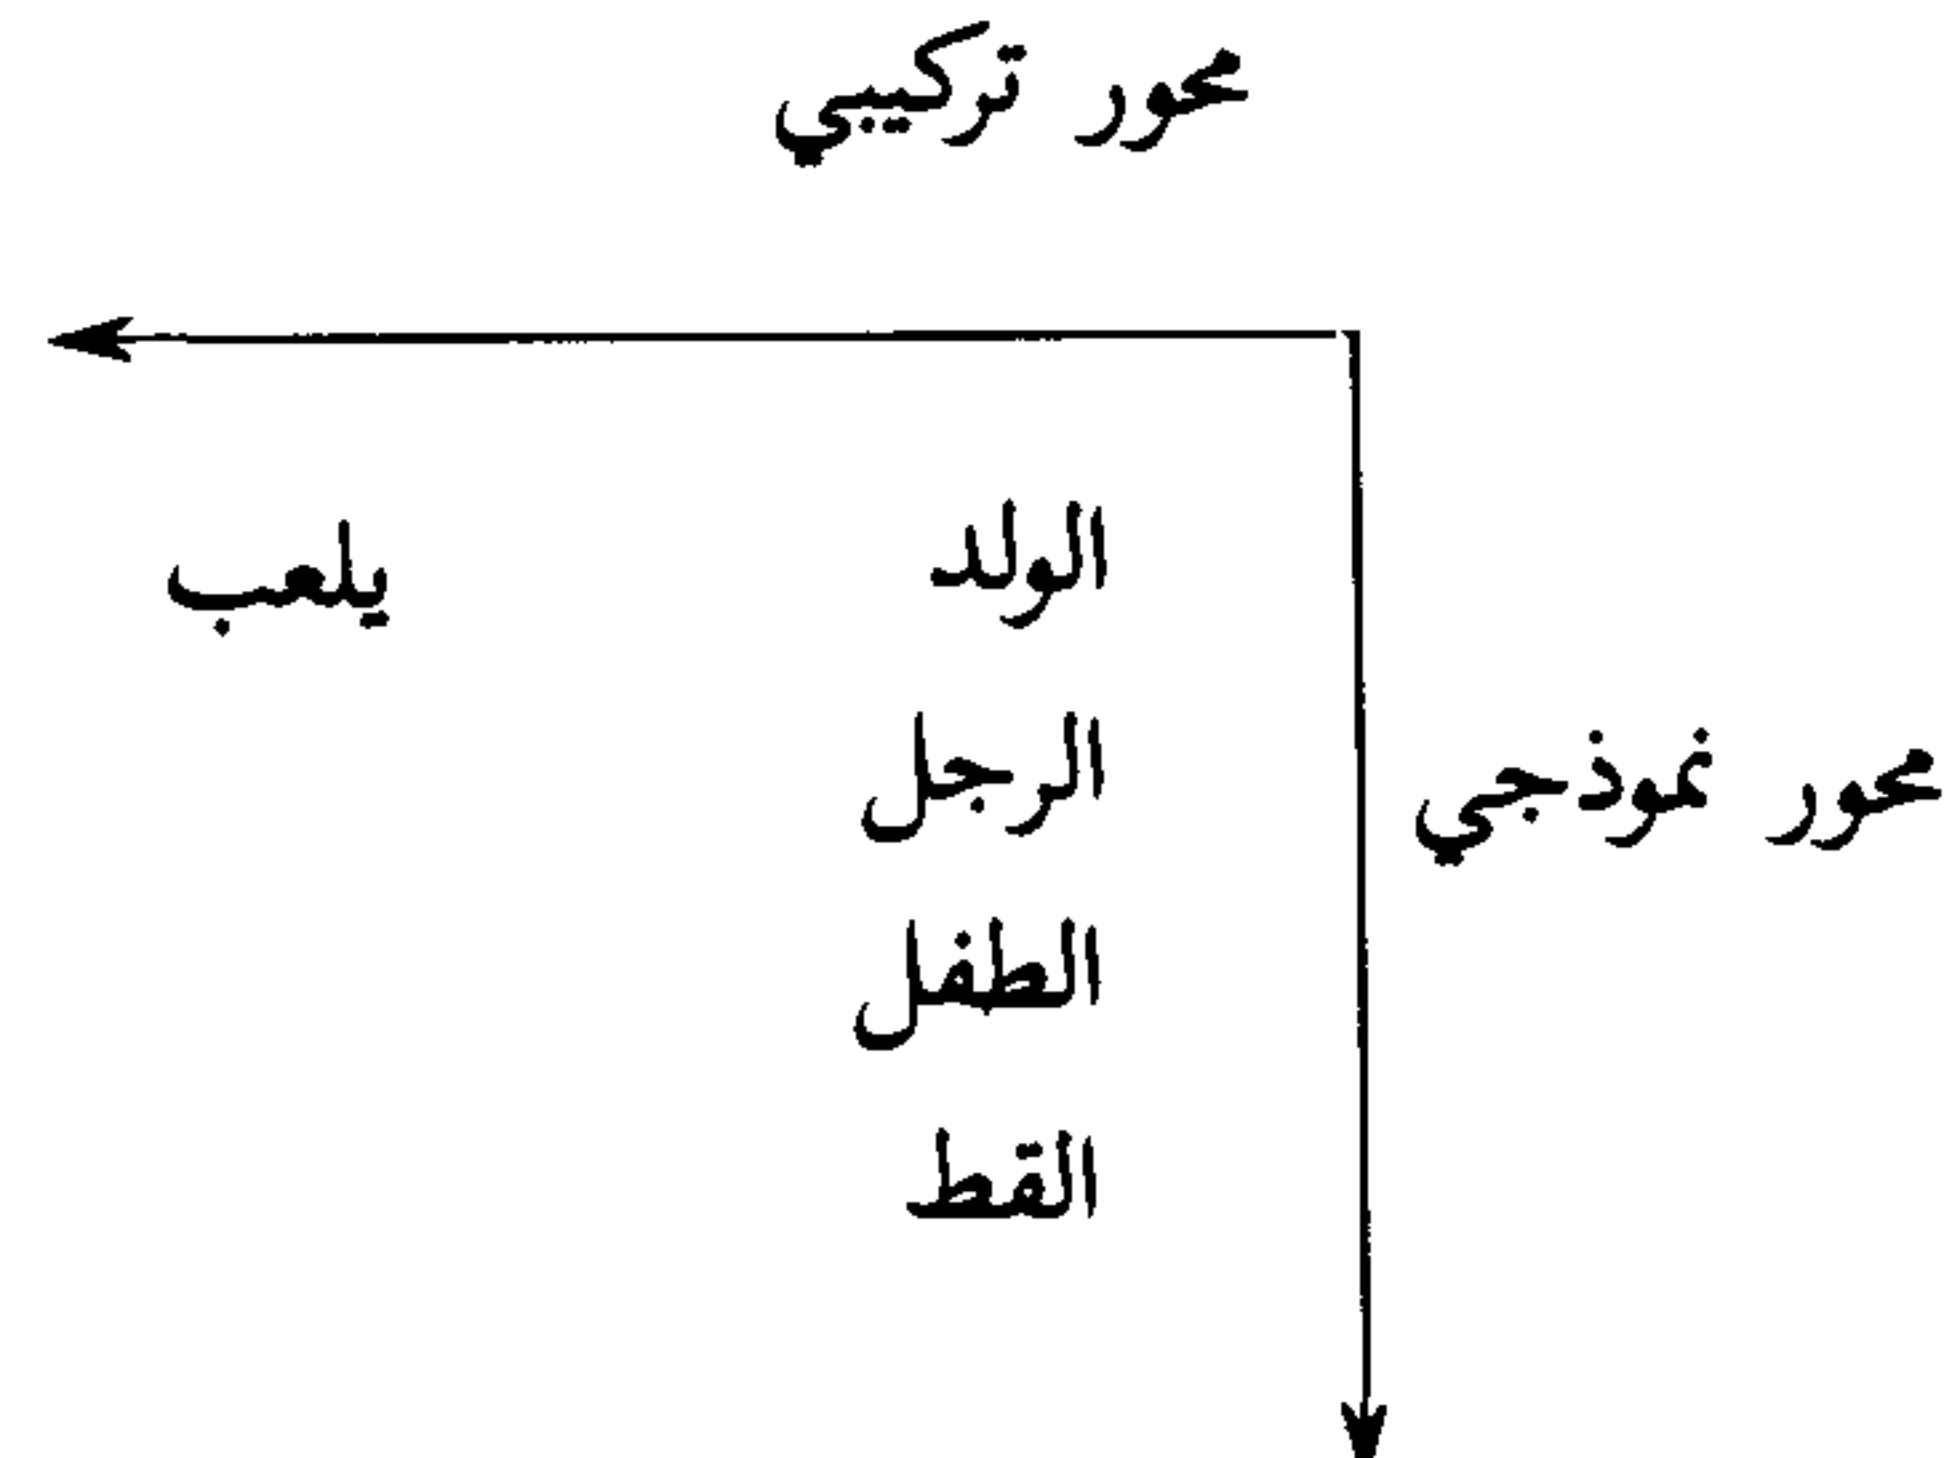 محور تركيبي
الولد يلعب
الرجل
محور نموذجي
الطفل
القط